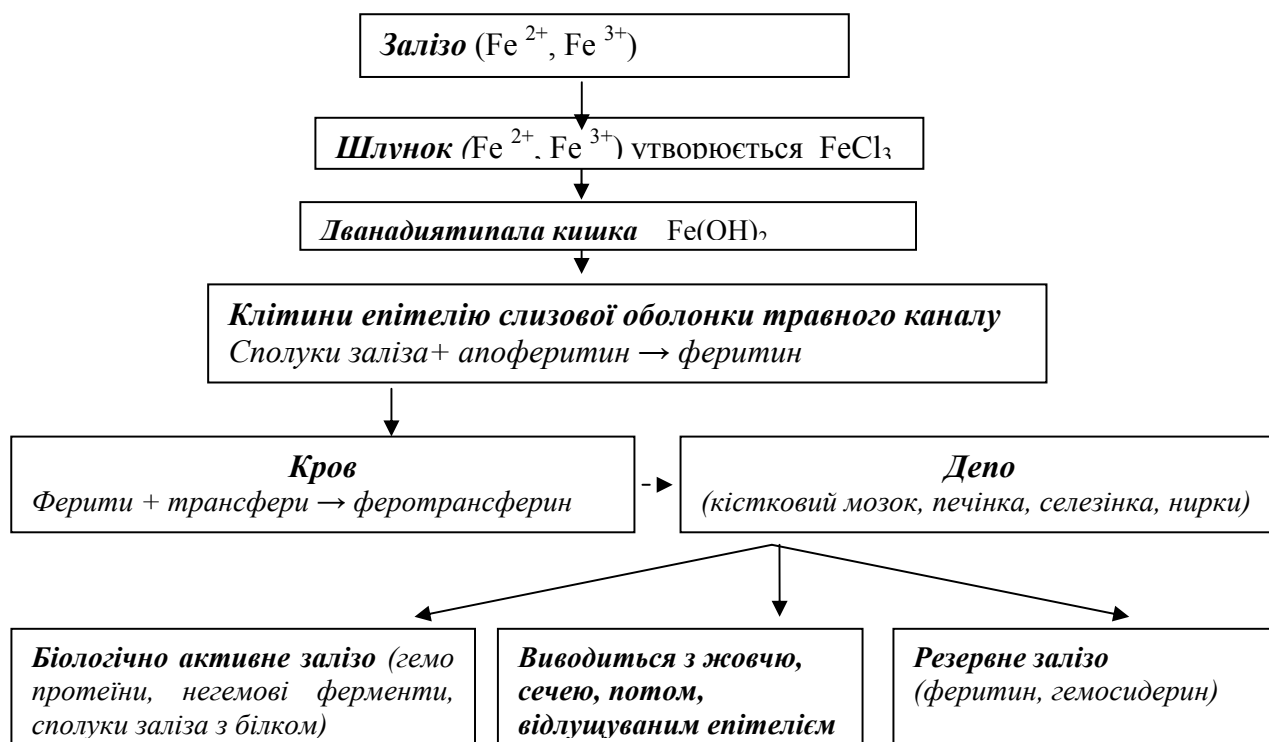 Залізо (Fe 2+, Fe 3+)
Шлунок (Fe 2+, Fe 3+) утворюється FeCl3
Дванадиятипала кишка Fe(OH)2
Клітини епітелію слизової оболонки травного каналу
Сполуки заліза+ апоферитин → феритин
Кров
Ферити + трансфери → феротрансферин
Депо
(кістковий мозок, печінка, селезінка, нирки)
Біологічно активне залізо (гемо
протеїни, негемові ферменти,
сполуки заліза з білком)
Виводиться з жовчю,
сечею, потом,
відлущуваним епітелієм
Резервне залізо
(феритин, гемосидерин)